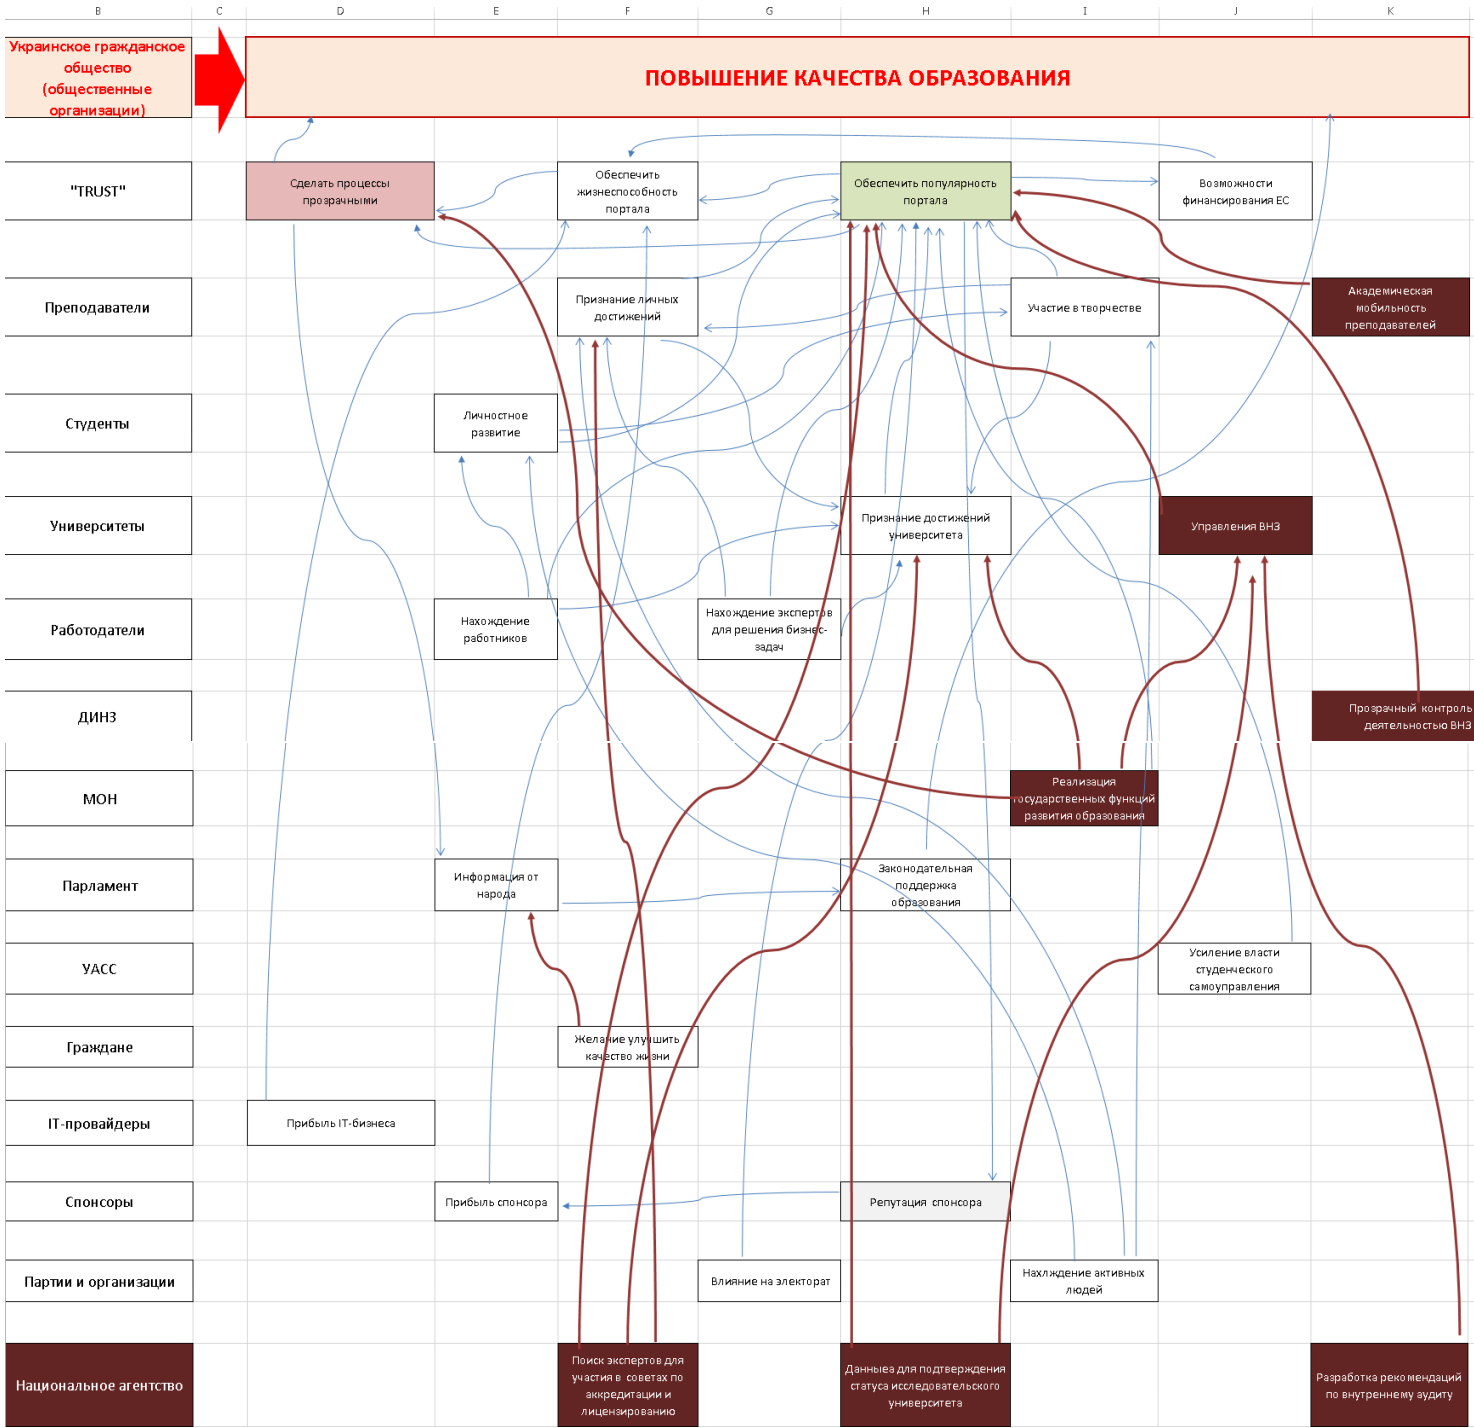 B C D E F G H I J K
Украинское гражданское
общество
(общественные
организации)
ПОВЫШЕНИЕ КАЧЕСТВА ОБРАЗОВАНИЯ
"TRUST"
Сделать процессы
прозрачными
Обеспечить
жизнеспособность
портала
Обеспечить популярность
портала
Возможности
финансирования ЕС
Преподаватели
Признание личных
достижений
Участие в творчестве
Академическая
мобильность
преподавателей
Студенты
Личностное
развитие
Университеты
Признание достижений
университета
Управления ВНЗ
Работодатели
Нахождение
работников
Нахождение экспертов
для решения бизнес-
задач
ДИНЗ
Прозрачный контроль
деятельностью ВНЗ
МОН
Реализация
государственных функций
развития образования
Парламент
Информация от
народа
Законодательная
поддержка
образования
УАСС
Усиление власти
студенческого
самоуправления
Граждане
Желание улучшить
качество жизни
IT-провайдеры
Прибыль IT-бизнеса
Спонсоры
Прибыль спонсора
Репутация спонсора
Партии и организации
Влияние на электорат
Нахлждение активных
людей
Национальное агентство
Поиск экспертов для
участия в советах по
аккредитации и
лицензированию
Данныеа для подтверждения
статуса исследовательского
университета
Разработка рекомендаций
по внутреннему аудиту